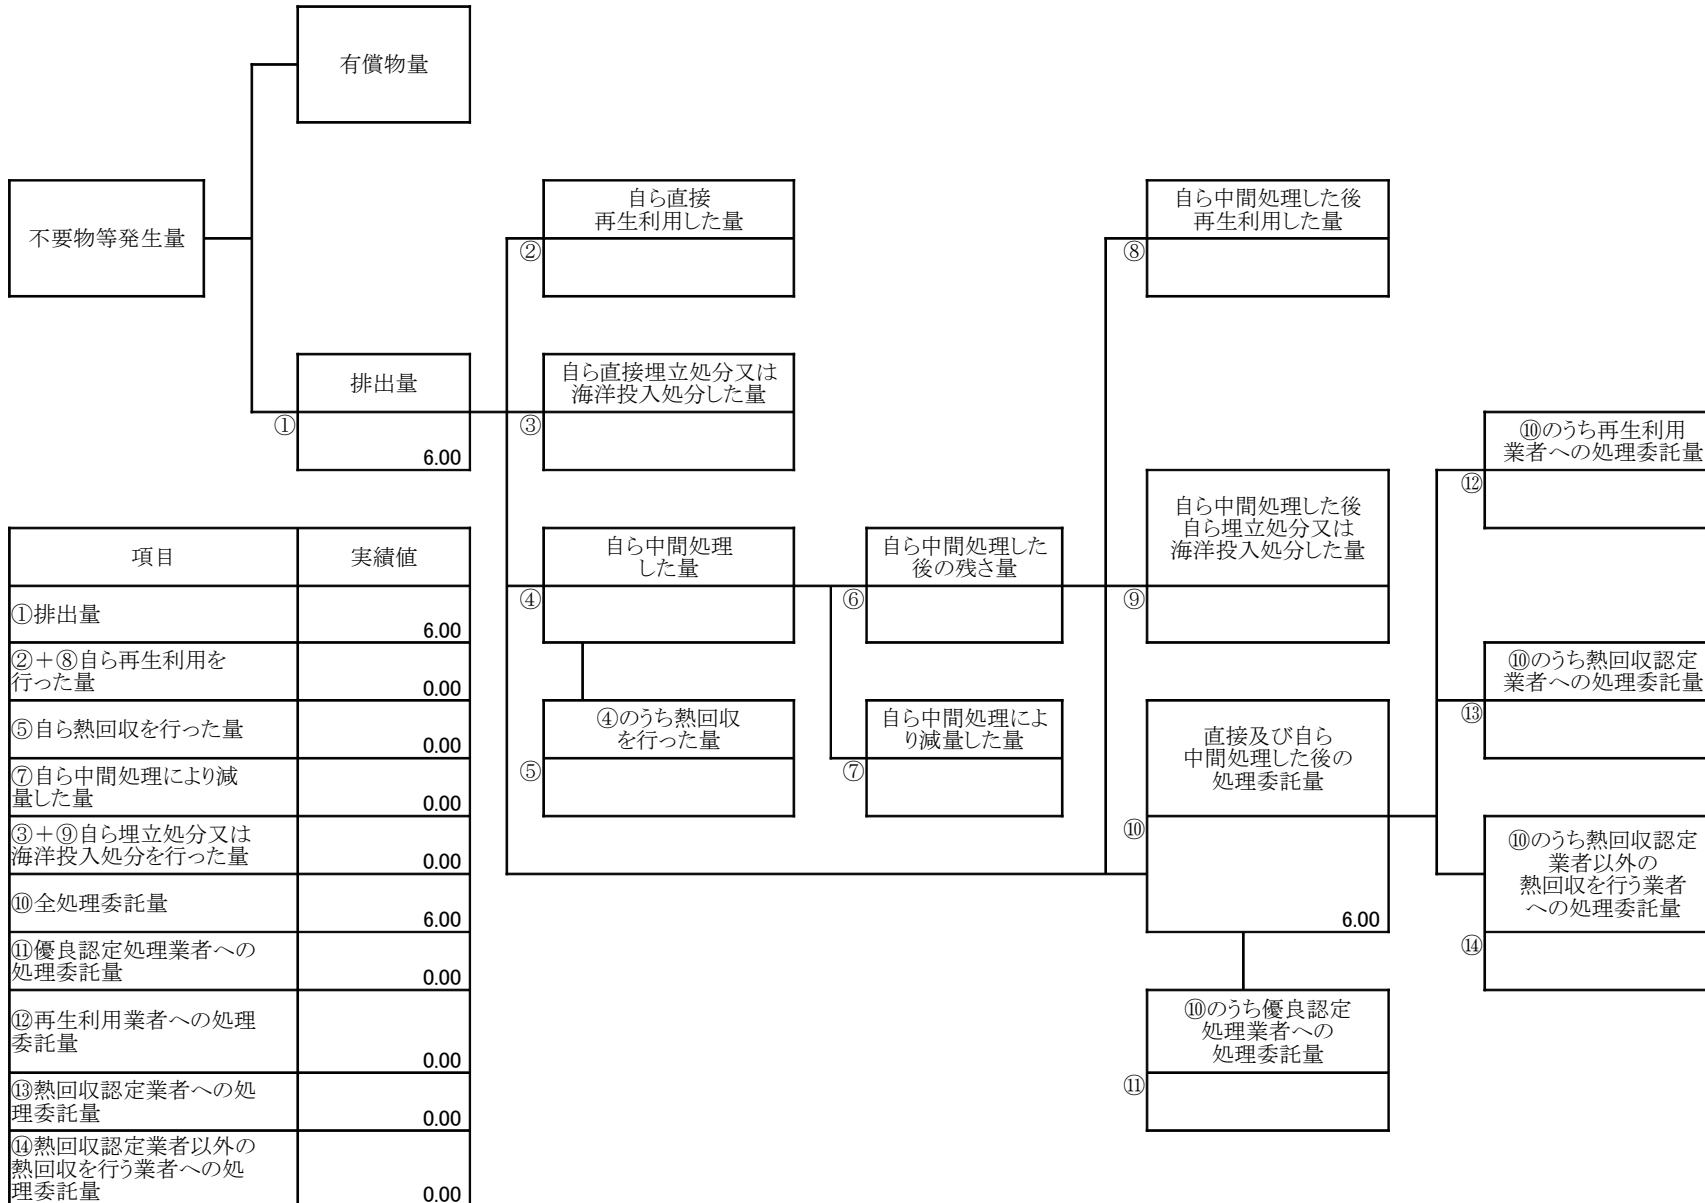 有償物量
不要物等発生量
自ら直接
再生利用した量
②
自ら中間処理した後
再生利用した量
⑧
排出量
①
6.00
自ら直接埋立処分又は
海洋投入処分した量
③
⑩のうち再生利用
業者への処理委託量
⑫
自ら中間処理
した量
④
自ら中間処理した
後の残さ量
⑥
自ら中間処理した後
自ら埋立処分又は
海洋投入処分した量
⑨
⑩のうち熱回収認定
業者への処理委託量
⑬
④のうち熱回収
を行った量
⑤
自ら中間処理によ
り減量した量
⑦
直接及び自ら
中間処理した後の
処理委託量
⑩
6.00
⑩のうち熱回収認定
業者以外の
熱回収を行う業者
への処理委託量
⑭
⑩のうち優良認定
処理業者への
処理委託量
⑪
項目 実績値
①排出量
6.00
②+⑧自ら再生利用を
行った量
0.00
⑤自ら熱回収を行った量
0.00
⑦自ら中間処理により減
量した量
0.00
③+⑨自ら埋立処分又は
海洋投入処分を行った量
0.00
⑩全処理委託量
6.00
⑪優良認定処理業者への
処理委託量
0.00
⑫再生利用業者への処理
委託量
0.00
⑬熱回収認定業者への処
理委託量
0.00
⑭熱回収認定業者以外の
熱回収を行う業者への処
理委託量
0.00